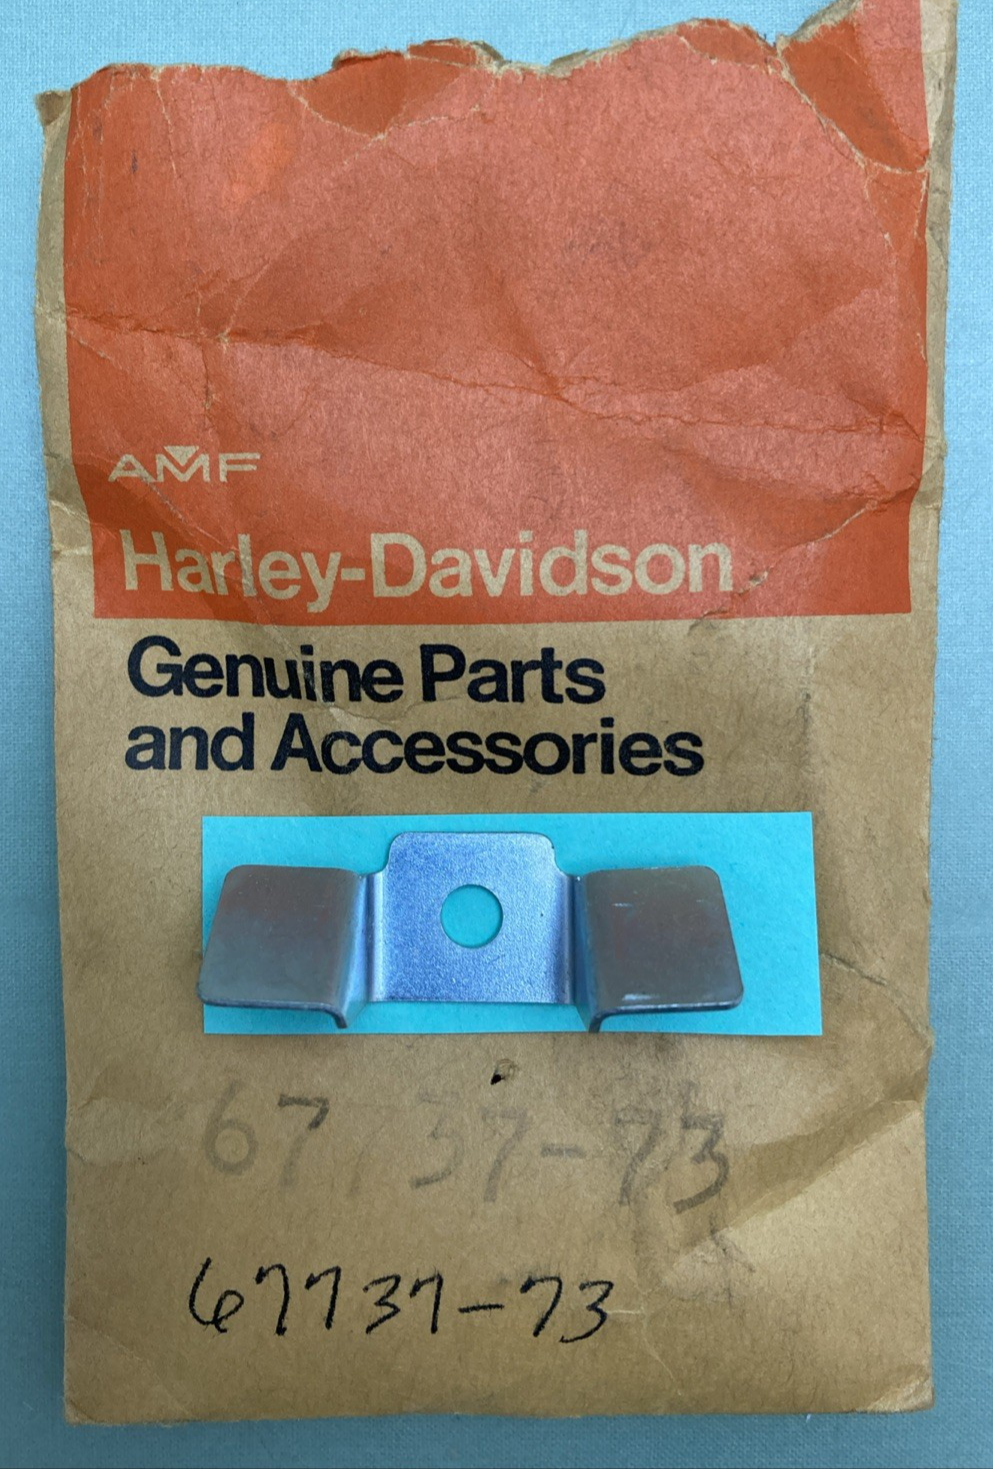 AMF
Harley-Davidson
Genuine Parts
and Accessories
67737-73
67737-73